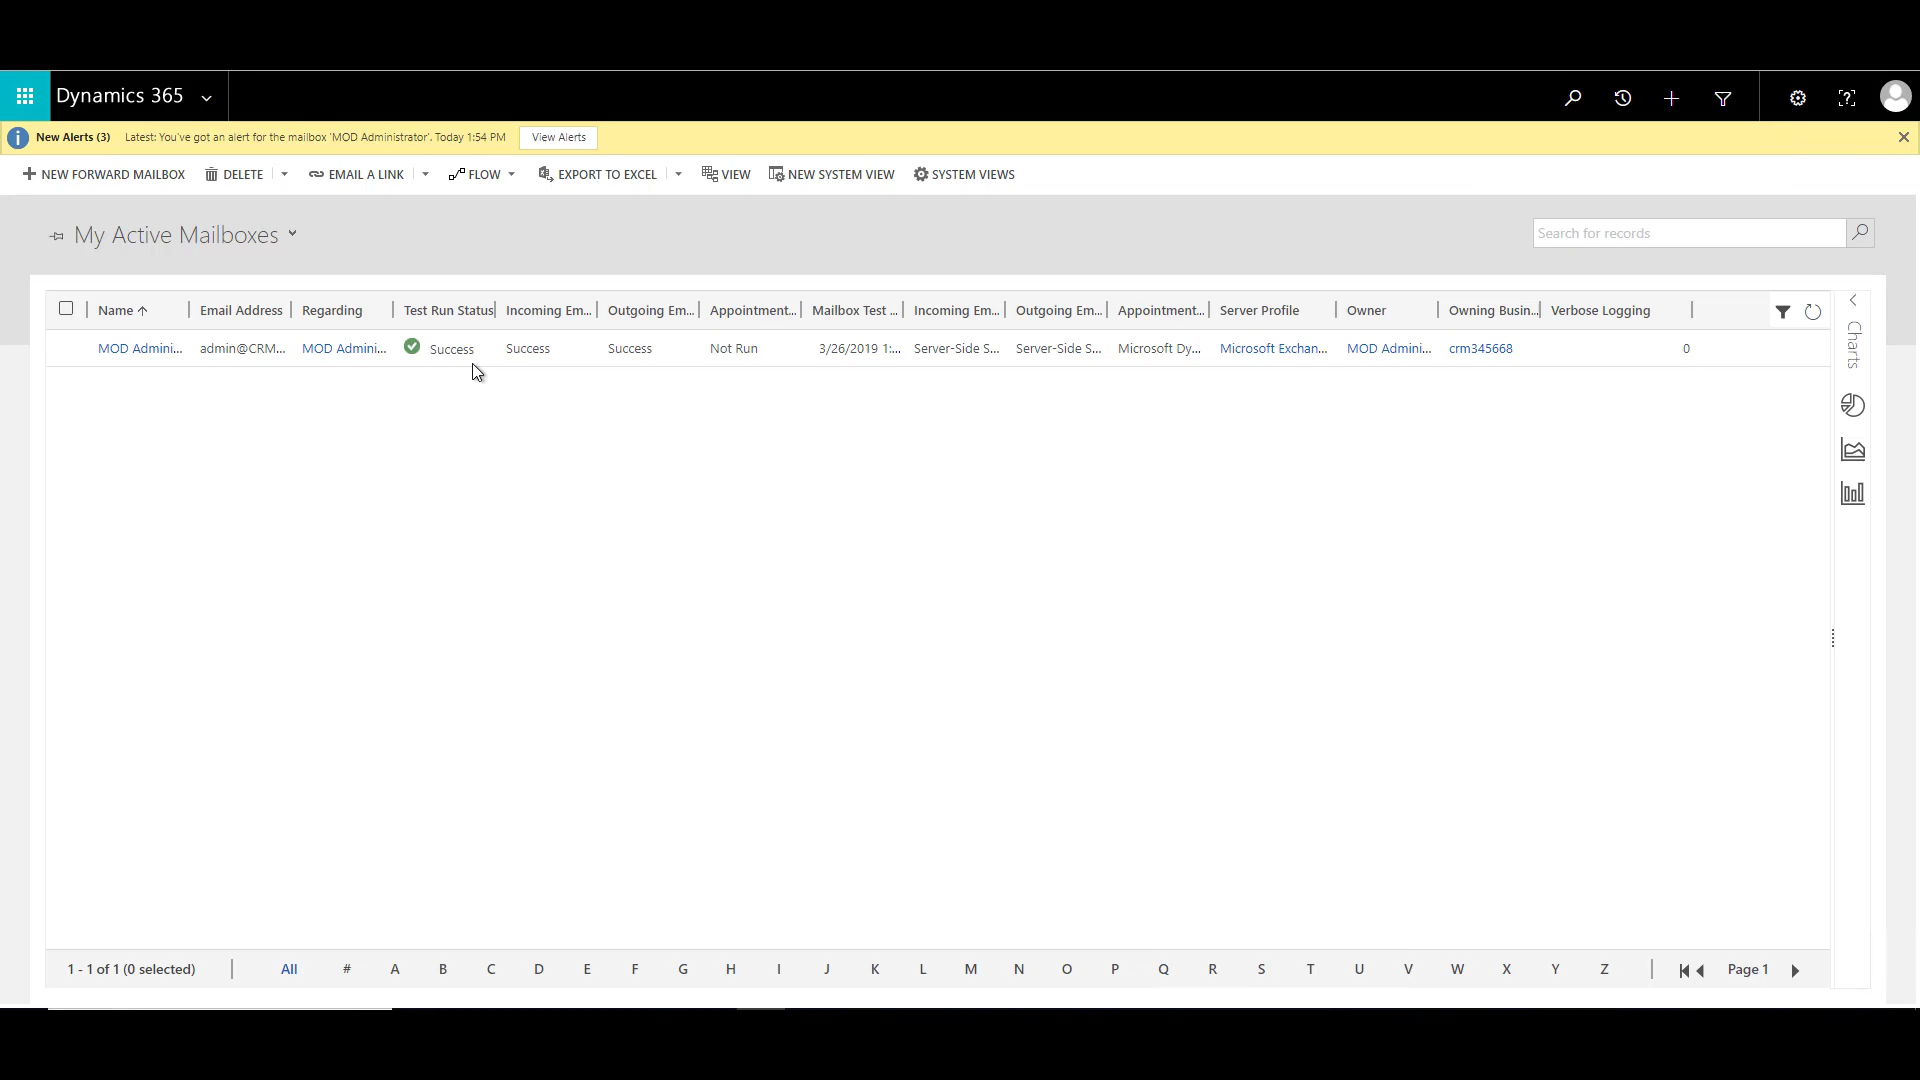 Dynamics 365
New Alerts (3) Latest: You've got an alert for the mailbox 'MOD Administrator'. Today 1:54 PM View Alerts
NEW FORWARD MAILBOX DELETE EMAIL A LINK FLOW EXPORT TO EXCEL VIEW NEW SYSTEM VIEW SYSTEM VIEWS
My Active Mailboxes
Search for records
Name Email Address Regarding Test Run Status Incoming Em... Outgoing Em... Appointment... Mailbox Test ... Incoming Em... Outgoing Em... Appointment... Server Profile Owner Owning Busin... Verbose Logging
MOD Admini... admin@CRM... MOD Admini... Success Success Success Not Run 3/26/2019 1:... Server-Side S... Server-Side S... Microsoft Dy... Microsoft Exchan... MOD Admini... crm345668 0
Charts
1 - 1 of 1 (0 selected) All # A B C D E F G H I J K L M N O P Q R S T U V W X Y Z Page 1